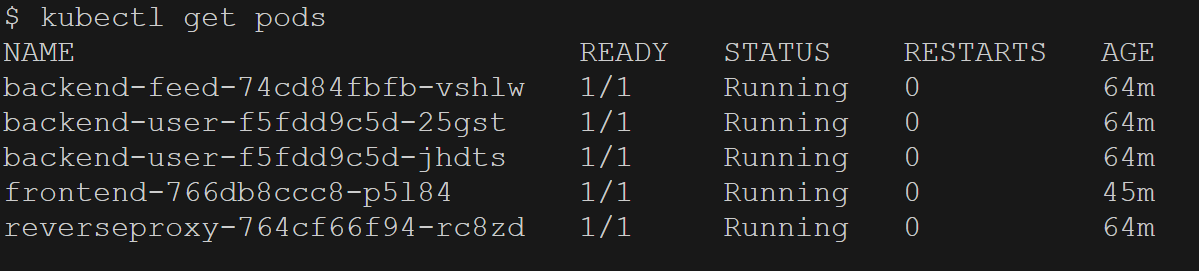 $ kubectl get pods
NAME READY STATUS RESTARTS AGE
backend-feed-74cd84fbfb-vshlw 1/1 Running 0 64m
backend-user-f5fdd9c5d-25gst 1/1 Running 0 64m
backend-user-f5fdd9c5d-jhdts 1/1 Running 0 64m
frontend-766db8ccc8-p5l84 1/1 Running 0 45m
reverseproxy-764cf66f94-rc8zd 1/1 Running 0 64m